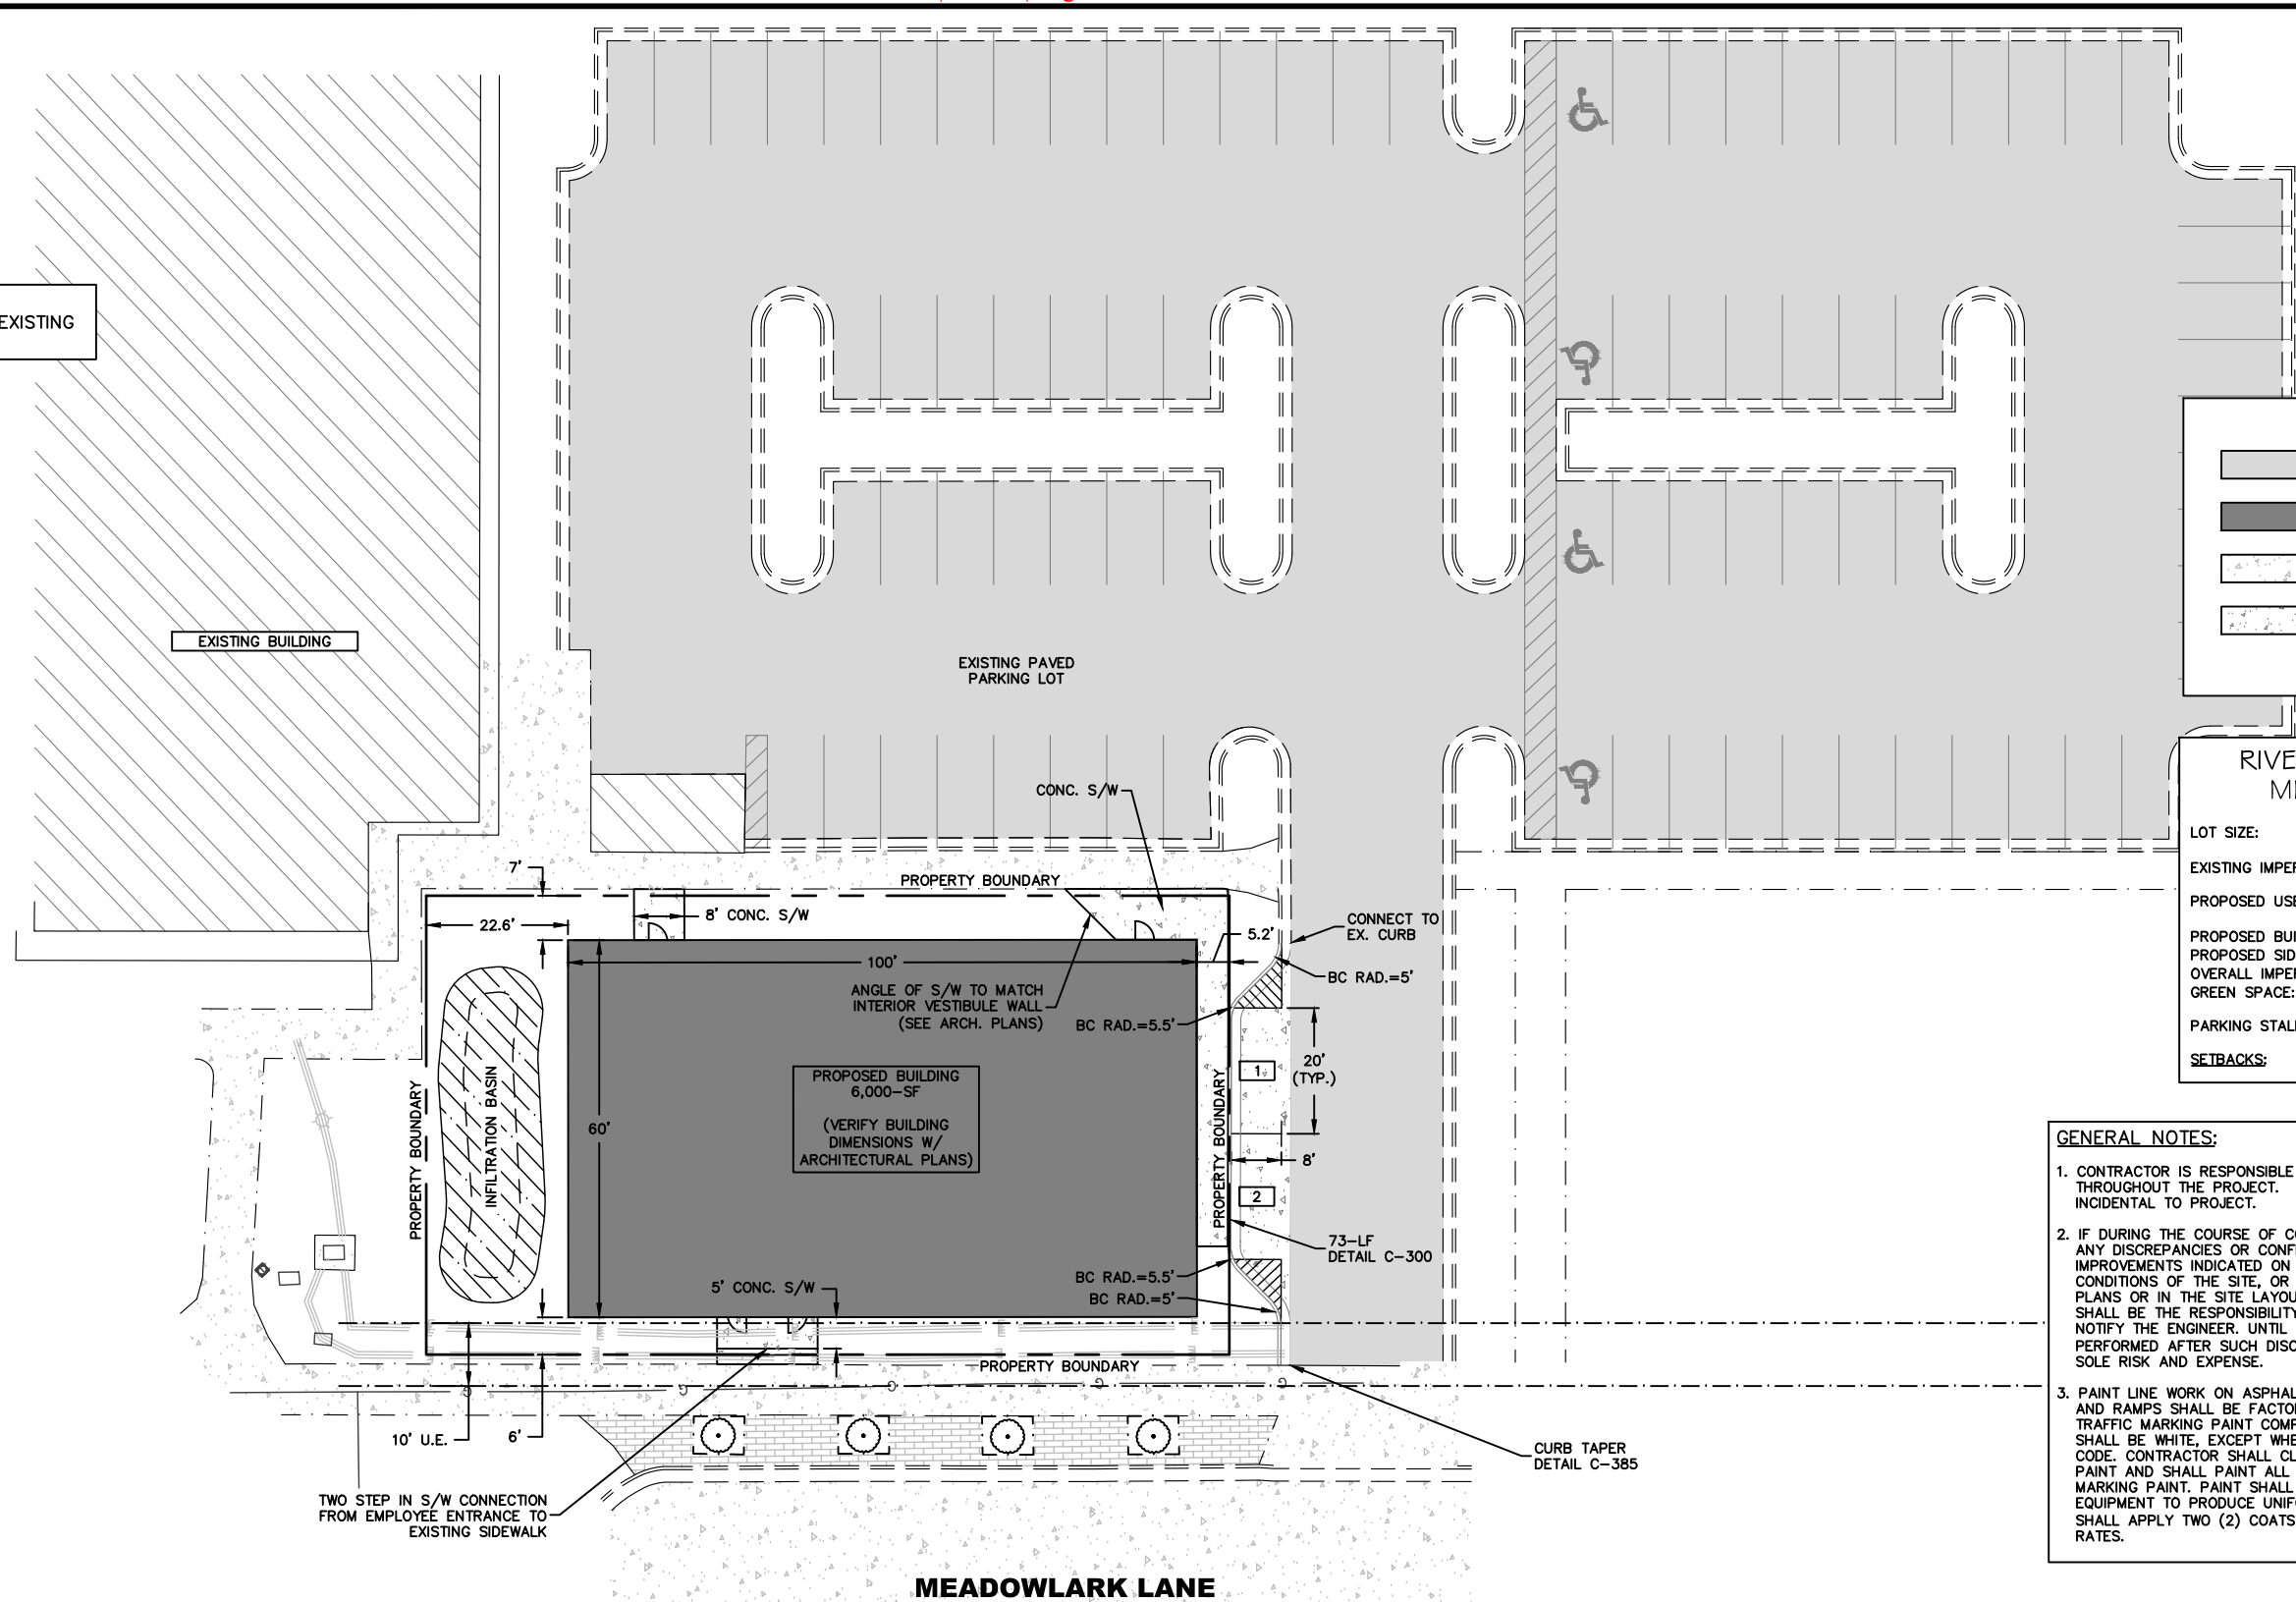 EXISTING
EXISTING BUILDING
EXISTING PAVED
PARKING LOT
CONC. S/W
7'
PROPERTY BOUNDARY
22.6'
8' CONC. S/W
5.2'
CONNECT TO
EX. CURB
100'
BC RAD.=5'
ANGLE OF S/W TO MATCH
INTERIOR VESTIBULE WALL
(SEE ARCH. PLANS)
BC RAD.=5.5'
20'
(TYP.)
1
PROPOSED BUILDING
6,000-SF
(VERIFY BUILDING
DIMENSIONS W/
ARCHITECTURAL PLANS)
PROPERTY BOUNDARY
INFILTRATION BASIN
60'
PROPERTY BOUNDARY
8'
2
73-LF
DETAIL C-300
BC RAD.=5.5'
5' CONC. S/W
BC RAD.=5'
PROPERTY BOUNDARY
10' U.E.
6'
CURB TAPER
DETAIL C-385
TWO STEP IN S/W CONNECTION
FROM EMPLOYEE ENTRANCE TO
EXISTING SIDEWALK
MEADOWLARK LANE
RIVE
LOT SIZE:
EXISTING IMPER
PROPOSED USE
PROPOSED BUI
PROPOSED SID
OVERALL IMPE
GREEN SPACE:
PARKING STAL
SETBACKS:
GENERAL NOTES:
1. CONTRACTOR IS RESPONSIBLE
THROUGHOUT THE PROJECT.
INCIDENTAL TO PROJECT.
2. IF DURING THE COURSE OF CO
ANY DISCREPANCIES OR CONF
IMPROVEMENTS INDICATED ON
CONDITIONS OF THE SITE, OR
PLANS OR IN THE SITE LAYOU
SHALL BE THE RESPONSIBILITY
NOTIFY THE ENGINEER. UNTIL
PERFORMED AFTER SUCH DISC
SOLE RISK AND EXPENSE.
3. PAINT LINE WORK ON ASPHAL
AND RAMPS SHALL BE FACTO
TRAFFIC MARKING PAINT COMP
SHALL BE WHITE, EXCEPT WHE
CODE. CONTRACTOR SHALL CL
PAINT AND SHALL PAINT ALL
MARKING PAINT. PAINT SHALL
EQUIPMENT TO PRODUCE UNIF
SHALL APPLY TWO (2) COATS
RATES.